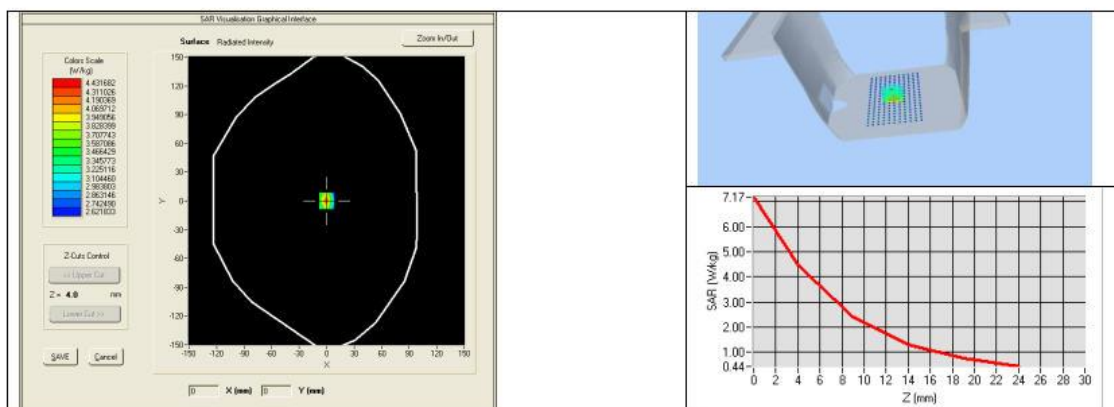 SAR Visualisation Graphical Interface
Surface Radiated Intensity
Zoom In/Out
Colors Scale
(W/kg)
4.431682
4.311026
4.190369
4.069712
3.949056
3.828399
3.707743
3.587086
3.466429
3.345773
3.225116
3.104460
2.983803
2.863146
2.742490
2.621833
Z-Cuts Control
<< Upper Cut
Z = 4.0 mm
Lower Cut >>
SAVE Cancel
150
120
90
60
30
0
-30
-60
-90
-120
-150
Y
-150 -120 -90 -60 -30 0 30 60 90 120 150
X
0 X (mm) 0 Y (mm)
7.17
6.00
5.00
4.00
3.00
2.00
1.00
0.44
SAR (W/kg)
0 2 4 6 8 10 12 14 16 18 20 22 24 26 28 30
Z (mm)